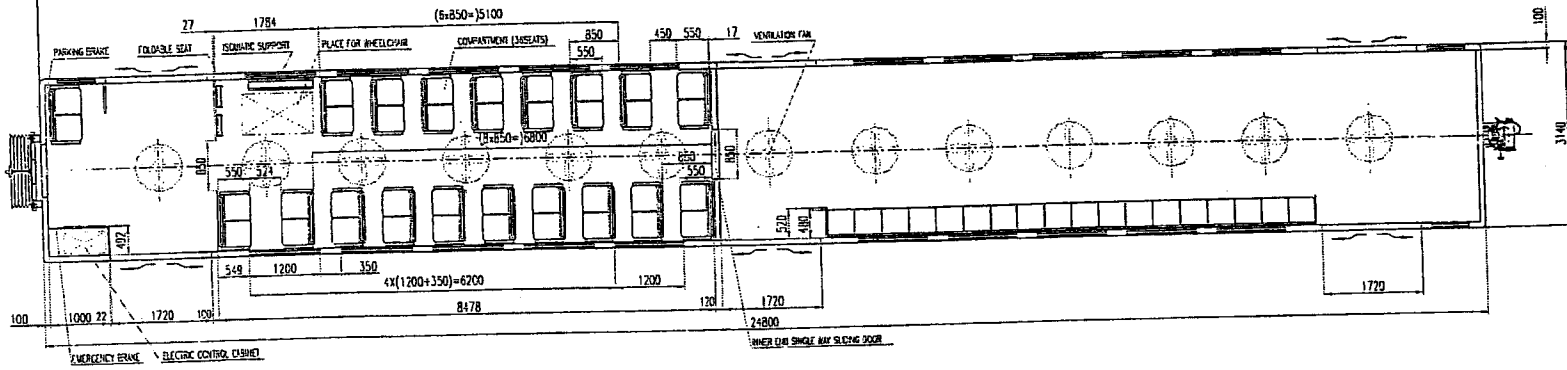 27 1784 (6x850=)5100 100
850 450 550 17
PARKING BRAKE FOLDABLE SEAT ISOMATIC SUPPORT PLACE FOR WHEELCHAIR COMPARTMENT (36SEATS) VENTILATION FAN
550
(8x850=)6800
850 850 3140
550 524 850
550
492 520 480
549 1200 350
4X(1200+350)=6200 1200 1720
8478 120 1720
100 1000 22 1720 100
24800
INNER END SINGLE WAY SLIDING DOOR
EMERGENCY BRAKE ELECTRIC CONTROL CABINET